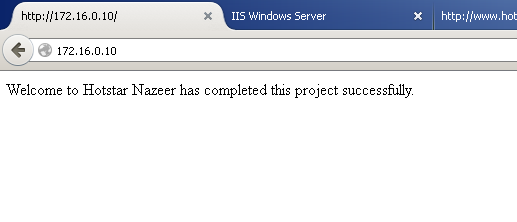 http://172.16.0.10/
IIS Windows Server
http://www.hot
172.16.0.10
Welcome to Hotstar Nazeer has completed this project successfully.